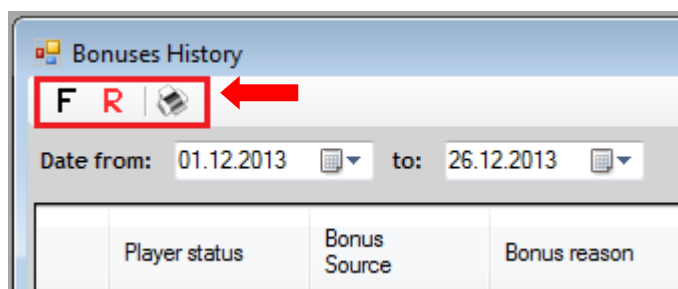 Bonuses History
F R
Date from: 01.12.2013 to: 26.12.2013
Player status Bonus Source Bonus reason